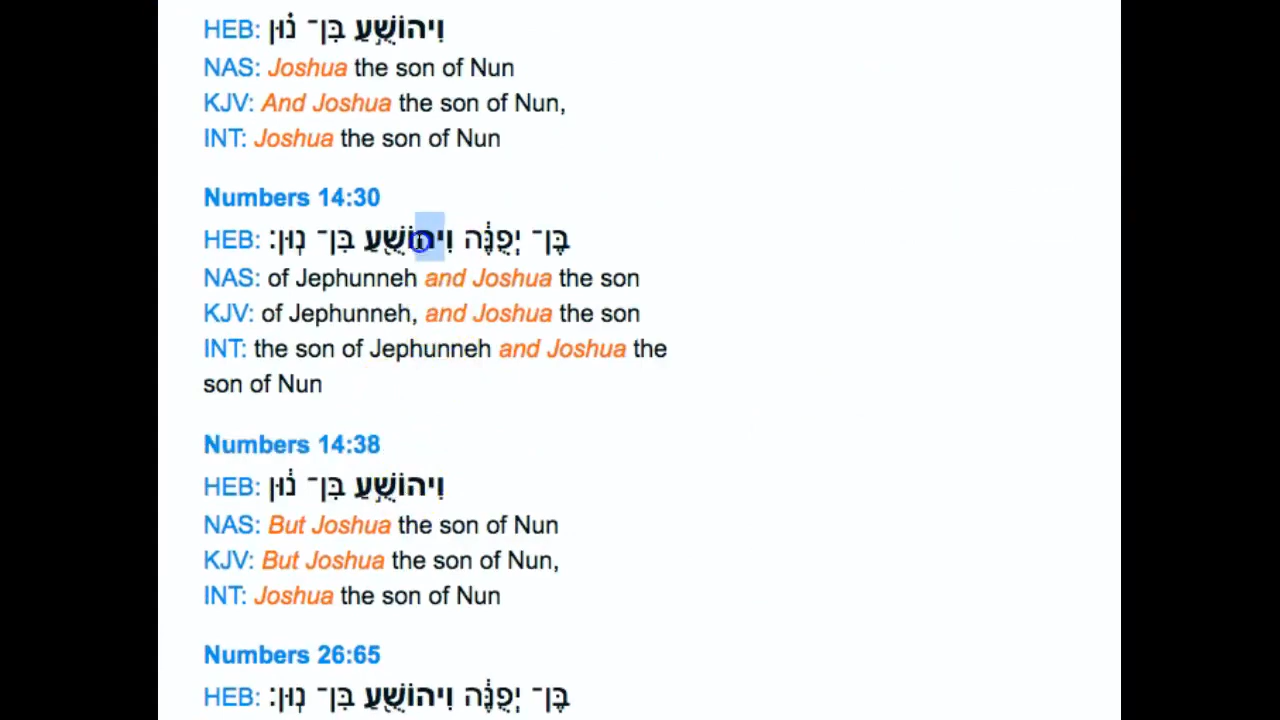 HEB: וִיהוֹשֻׁ֣עַ בִּן־ נ֗וּן
NAS: Joshua the son of Nun
KJV: And Joshua the son of Nun,
INT: Joshua the son of Nun
Numbers 14:30
HEB: בֶּן־ יְפֻנֶּ֔ה וִיהוֹשֻׁ֖עַ בִּן־ נֽוּן׃
NAS: of Jephunneh and Joshua the son
KJV: of Jephunneh, and Joshua the son
INT: the son of Jephunneh and Joshua the
son of Nun
Numbers 14:38
HEB: וִיהוֹשֻׁ֣עַ בִּן־ נ֔וּן
NAS: But Joshua the son of Nun
KJV: But Joshua the son of Nun,
INT: Joshua the son of Nun
Numbers 26:65
HEB: בֶּן־ יְפֻנֶּ֔ה וִיהוֹשֻׁ֖עַ בִּן־ נֽוּן׃